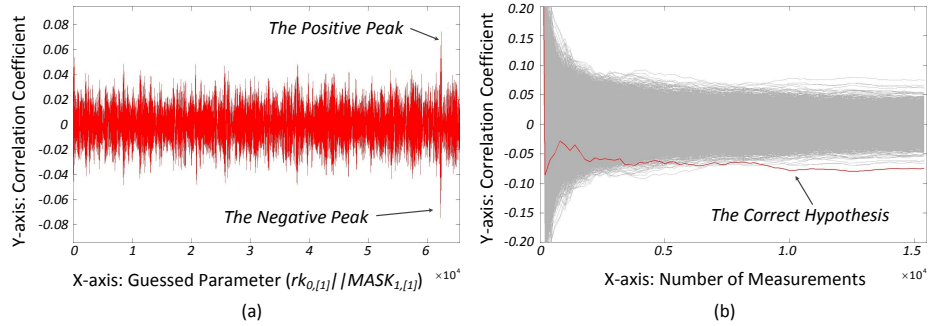 0.08
0.06
0.04
0.02
0
-0.02
-0.04
-0.06
-0.08
Y-axis: Correlation Coefficient
The Positive Peak
The Negative Peak
0 1 2 3 4 5 6
×10⁴
X-axis: Guessed Parameter (rk0,[1]||MASK1,[1])
(a)
0.20
0.15
0.10
0.05
0
-0.05
-0.10
-0.15
-0.20
Y-axis: Correlation Coefficient
The Correct Hypothesis
0 0.5 1.0 1.5
×10⁴
X-axis: Number of Measurements
(b)